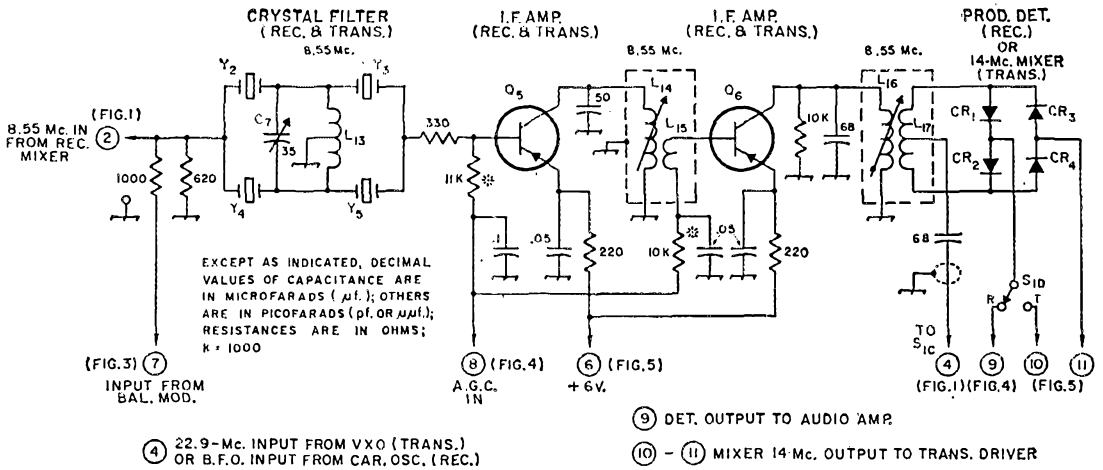 CRYSTAL FILTER
(REC. & TRANS.)
8.55 Mc.
I.F. AMP.
(REC. & TRANS.)
I.F. AMP.
(REC. & TRANS.)
PROD. DET.
(REC.)
OR
14-Mc. MIXER
(TRANS.)
8.55 Mc.
8.55 Mc.
Y2
Y3
Q5
L14
Q6
L16
(FIG.1)
C7
50
CR1
CR3
8.55 Mc. IN
FROM REC.
MIXER
2
35
L13
330
L15
10K
68
L17
CR2
CR4
1000
620
11K
Y4
Y5
.1
.05
220
10K
.05
220
68
EXCEPT AS INDICATED, DECIMAL
VALUES OF CAPACITANCE ARE
IN MICROFARADS (µf.); OTHERS
ARE IN PICOFARADS (pf. OR µµf.);
RESISTANCES ARE IN OHMS;
K = 1000
S1D
R
T
TO
S1C
(FIG.3) 7
INPUT FROM
BAL. MOD.
8 (FIG.4)
A.G.C.
IN
6 (FIG.5)
+6V.
4 9 10 11
(FIG.1) (FIG.4) (FIG.5)
4 22.9-Mc. INPUT FROM VXO (TRANS.)
OR B.F.O. INPUT FROM CAR. OSC. (REC.)
9 DET. OUTPUT TO AUDIO AMP.
10 - 11 MIXER 14-Mc. OUTPUT TO TRANS. DRIVER